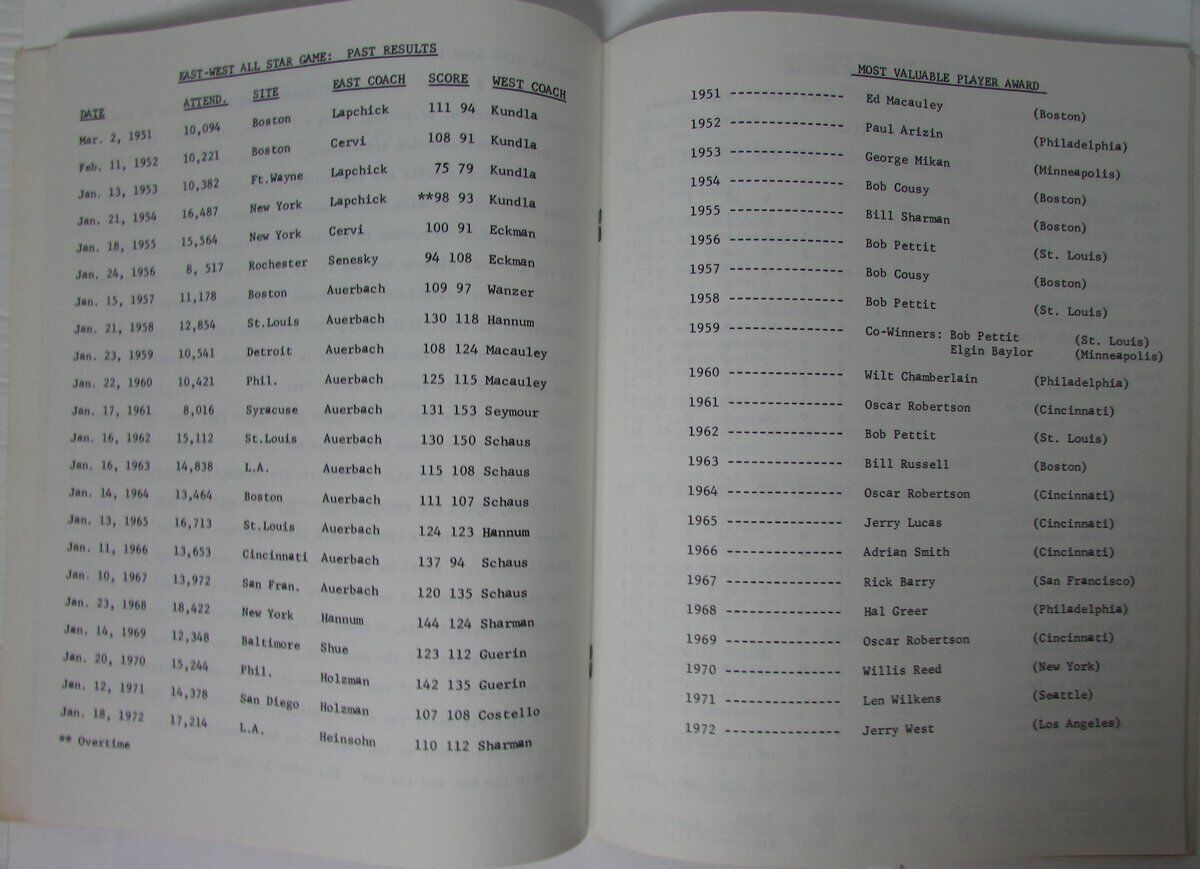 EAST-WEST ALL STAR GAME: PAST RESULTS
DATE ATTEND. SITE EAST COACH SCORE WEST COACH
Mar. 2, 1951 10,094 Boston Lapchick 111 94 Kundla
Feb. 11, 1952 10,221 Boston Cervi 108 91 Kundla
Jan. 13, 1953 10,382 Ft.Wayne Lapchick 75 79 Kundla
Jan. 21, 1954 16,487 New York Lapchick **98 93 Kundla
Jan. 18, 1955 15,564 New York Cervi 100 91 Eckman
Jan. 24, 1956 8, 517 Rochester Senesky 94 108 Eckman
Jan. 15, 1957 11,178 Boston Auerbach 109 97 Wanzer
Jan. 21, 1958 12,854 St.Louis Auerbach 130 118 Hannum
Jan. 23, 1959 10,541 Detroit Auerbach 108 124 Macauley
Jan. 22, 1960 10,421 Phil. Auerbach 125 115 Macauley
Jan. 17, 1961 8,016 Syracuse Auerbach 131 153 Seymour
Jan. 16, 1962 15,112 St.Louis Auerbach 130 150 Schaus
Jan. 16, 1963 14,838 L.A. Auerbach 115 108 Schaus
Jan. 14, 1964 13,464 Boston Auerbach 111 107 Schaus
Jan. 13, 1965 16,713 St.Louis Auerbach 124 123 Hannum
Jan. 11, 1966 13,653 Cincinnati Auerbach 137 94 Schaus
Jan. 10, 1967 13,972 San Fran. Auerbach 120 135 Schaus
Jan. 23, 1968 18,422 New York Hannum 144 124 Sharman
Jan. 14, 1969 12,348 Baltimore Shue 123 112 Guerin
Jan. 20, 1970 15,244 Phil. Holzman 142 135 Guerin
Jan. 12, 1971 14,378 San Diego Holzman 107 108 Costello
Jan. 18, 1972 17,214 L.A. Heinsohn 110 112 Sharman
** Overtime
MOST VALUABLE PLAYER AWARD
1951 -------------- Ed Macauley (Boston)
1952 -------------- Paul Arizin (Philadelphia)
1953 -------------- George Mikan (Minneapolis)
1954 -------------- Bob Cousy (Boston)
1955 -------------- Bill Sharman (Boston)
1956 -------------- Bob Pettit (St. Louis)
1957 -------------- Bob Cousy (Boston)
1958 -------------- Bob Pettit (St. Louis)
1959 -------------- Co-Winners: Bob Pettit (St. Louis)
Elgin Baylor (Minneapolis)
1960 -------------- Wilt Chamberlain (Philadelphia)
1961 -------------- Oscar Robertson (Cincinnati)
1962 -------------- Bob Pettit (St. Louis)
1963 -------------- Bill Russell (Boston)
1964 -------------- Oscar Robertson (Cincinnati)
1965 -------------- Jerry Lucas (Cincinnati)
1966 -------------- Adrian Smith (Cincinnati)
1967 -------------- Rick Barry (San Francisco)
1968 -------------- Hal Greer (Philadelphia)
1969 -------------- Oscar Robertson (Cincinnati)
1970 -------------- Willis Reed (New York)
1971 -------------- Len Wilkens (Seattle)
1972 -------------- Jerry West (Los Angeles)